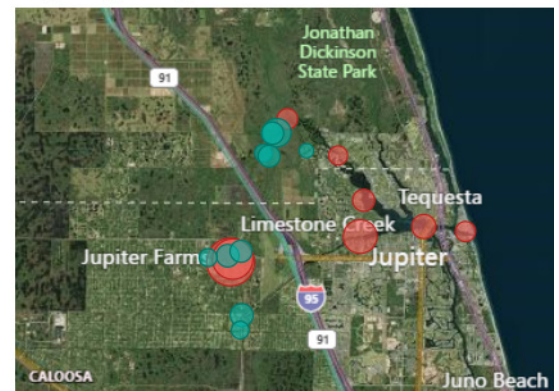 Jonathan
Dickinson
State Park
91
Tequesta
Limestone Creek
Jupiter Farms
Jupiter
95
91
CALOOSA
Juno Beach